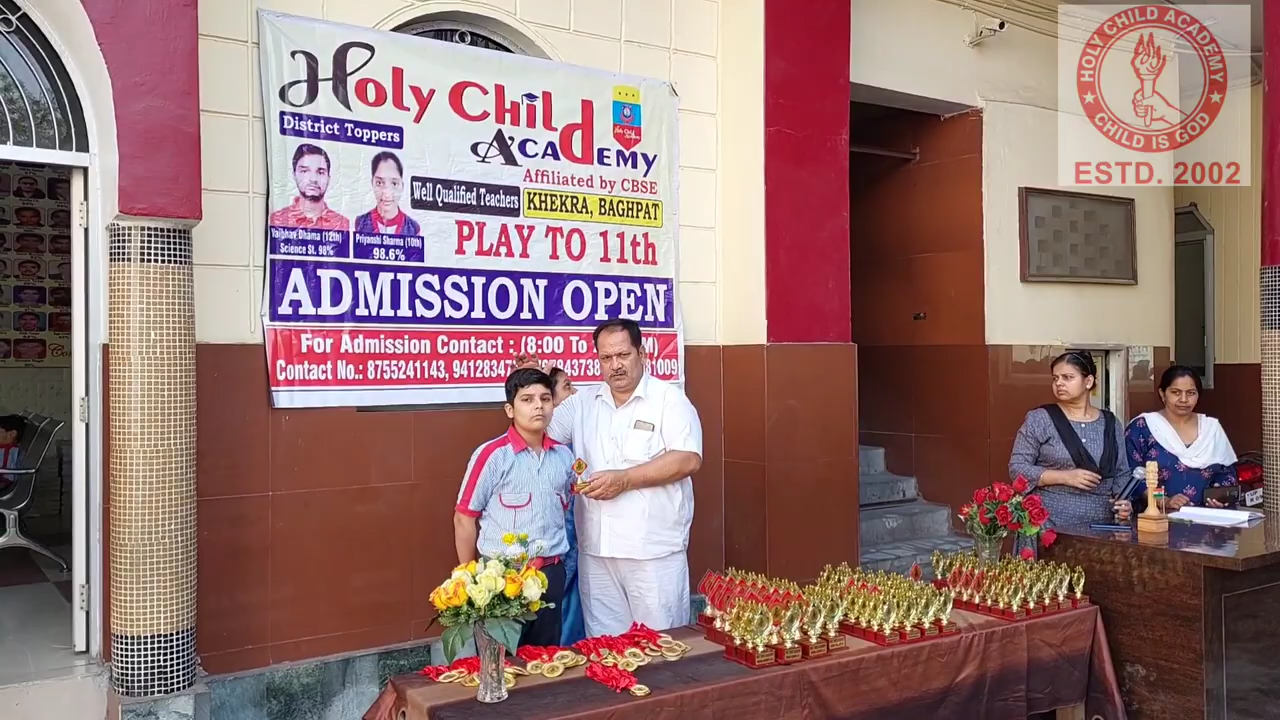 Holy Child
Academy
District Toppers
Affiliated by CBSE
Well Qualified Teachers
KHEKRA, BAGHPAT
Vaibhav Dhama (12th)
Science St. 98%
Priyanshi Sharma (10th)
98.6%
PLAY TO 11th
ADMISSION OPEN
For Admission Contact : (8:00 To
Contact No.: 8755241143,
HOLY CHILD ACADEMY
CHILD IS GOD
ESTD. 2002